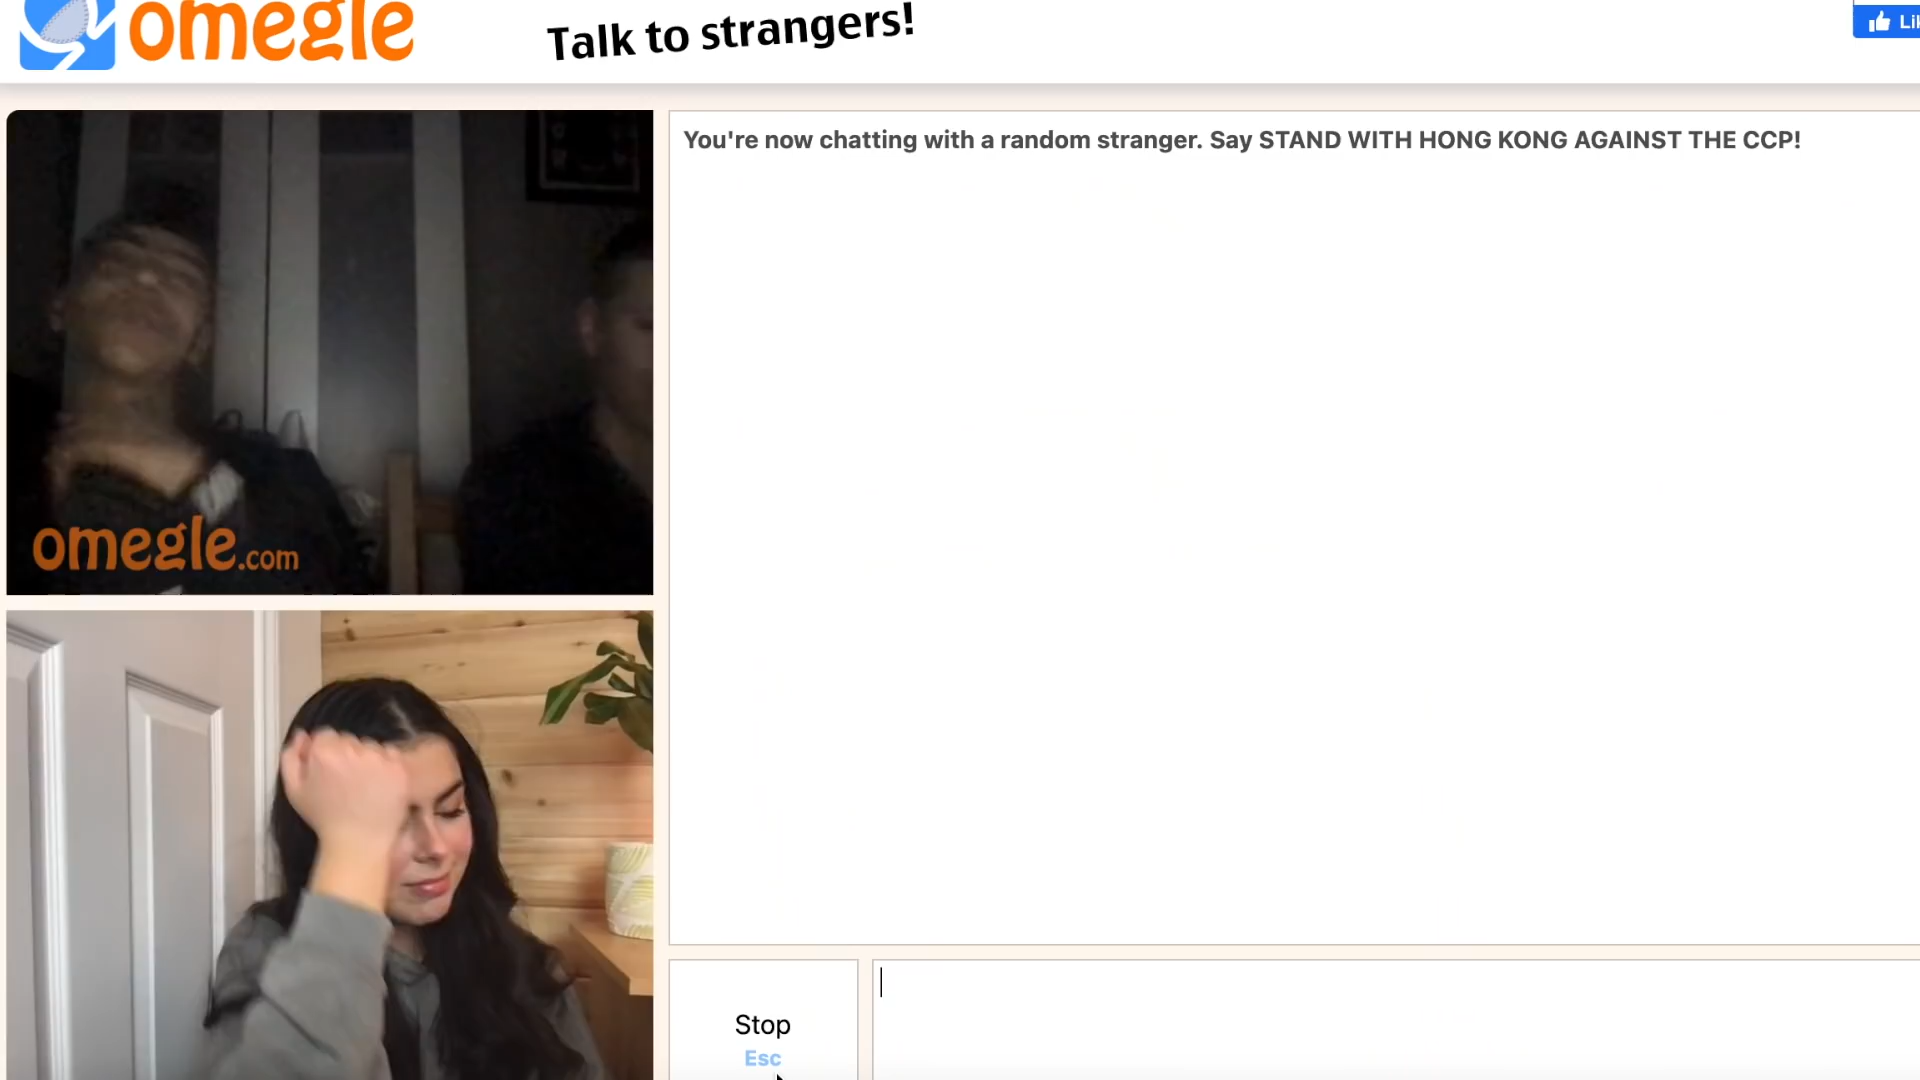 omegle
Talk to strangers!
You're now chatting with a random stranger. Say STAND WITH HONG KONG AGAINST THE CCP!
omegle.com
Stop
Esc